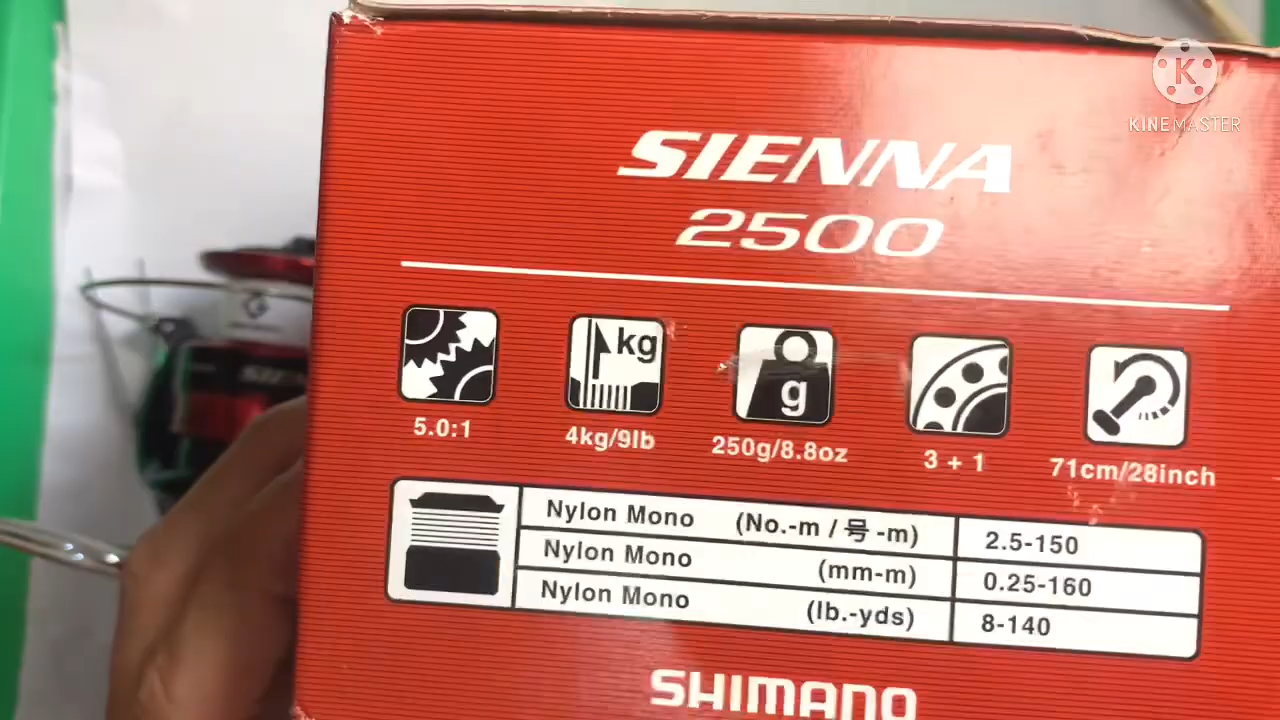 KINEMASTER
SIENNA
2500
kg
g
5.0:1
4kg/9lb
250g/8.8oz
3 + 1
71cm/28inch
Nylon Mono (No.-m / 号 -m) 2.5-150
Nylon Mono (mm-m) 0.25-160
Nylon Mono (lb.-yds) 8-140
SHIMANO